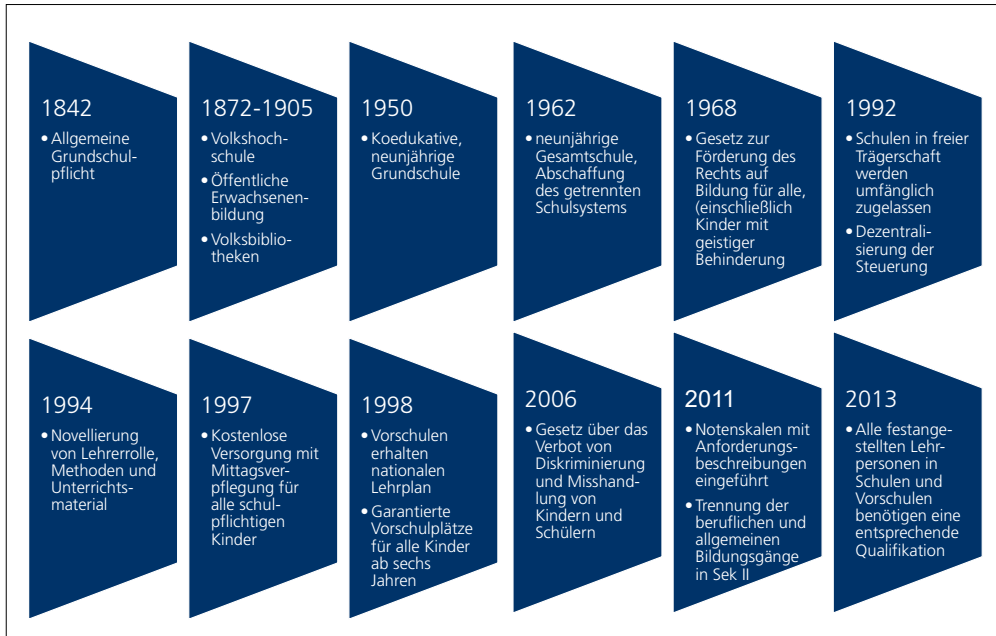 1842
• Allgemeine
Grundschul-
pflicht
1872-1905
• Volkshoch-
schule
• Öffentliche
Erwachsenen-
bildung
• Volksbiblio-
theken
1950
• Koedukative,
neunjährige
Grundschule
1962
• neunjährige
Gesamtschule,
Abschaffung
des getrennten
Schulsystems
1968
• Gesetz zur
Förderung des
Rechts auf
Bildung für alle,
(einschließlich
Kinder mit
geistiger
Behinderung
1992
• Schulen in freier
Trägerschaft
werden
umfänglich
zugelassen
• Dezentrali-
sierung der
Steuerung
1994
• Novellierung
von Lehrerrolle,
Methoden und
Unterrichts-
material
1997
• Kostenlose
Versorgung mit
Mittagsver-
pflegung für
alle schul-
pflichtigen
Kinder
1998
• Vorschulen
erhalten
nationalen
Lehrplan
• Garantierte
Vorschulplätze
für alle Kinder
ab sechs
Jahren
2006
• Gesetz über das
Verbot von
Diskriminierung
und Misshand-
lung von
Kindern und
Schülern
2011
• Notenskalen mit
Anforderungs-
beschreibungen
eingeführt
• Trennung der
beruflichen und
allgemeinen
Bildungsgänge
in Sek II
2013
• Alle festange-
stellten Lehr-
personen in
Schulen und
Vorschulen
benötigen eine
entsprechende
Qualifikation